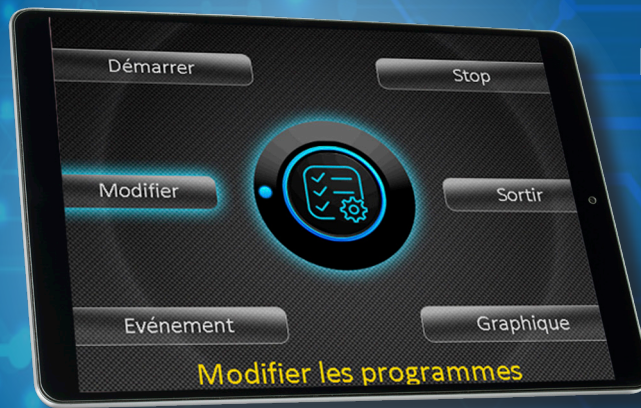 Démarrer
Stop
Modifier
Sortir
Evénement
Graphique
Modifier les programmes